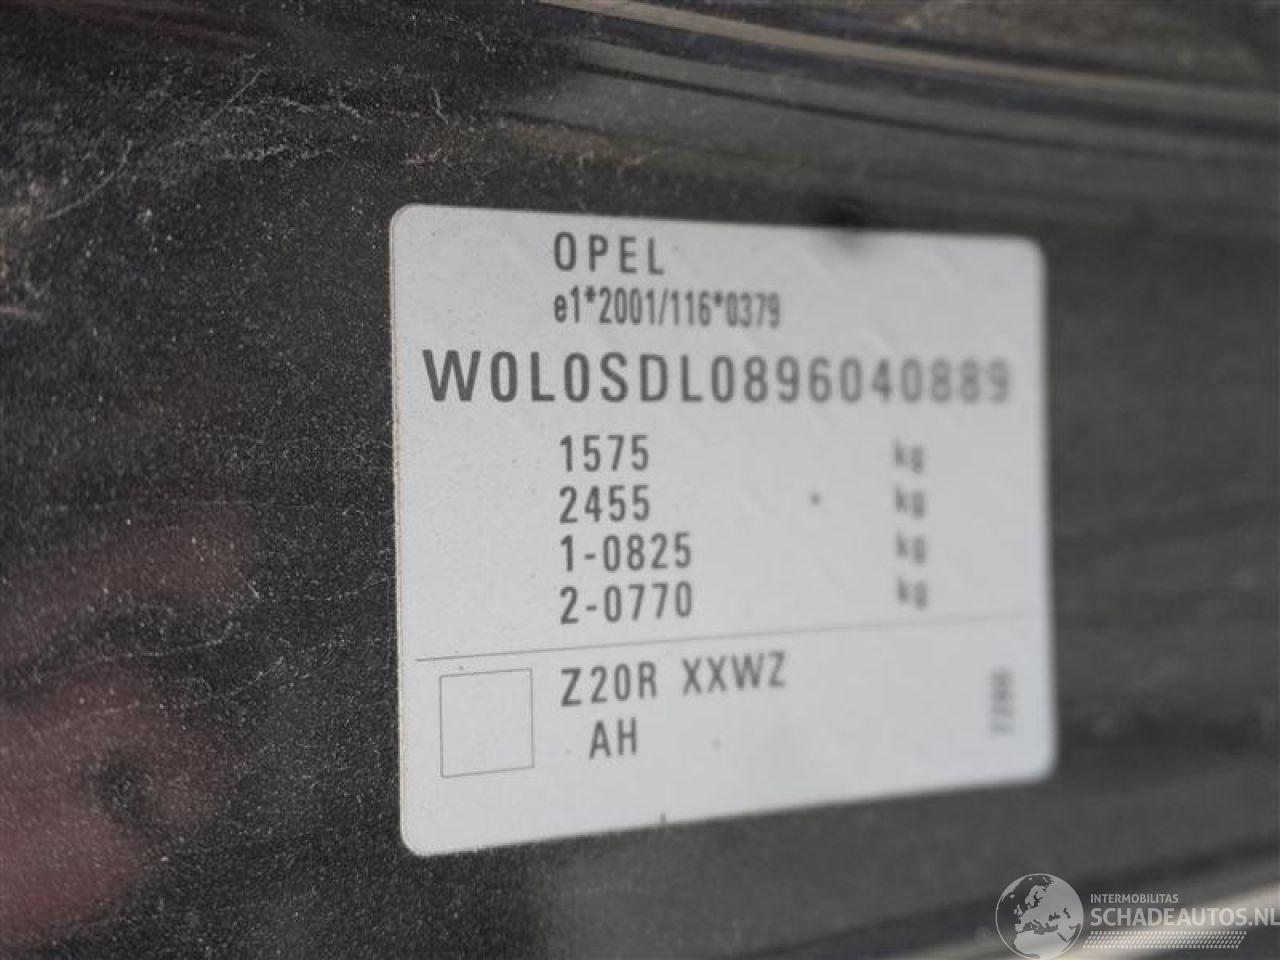 OPEL
e1*2001/116*0379
W0L0SDL0896040889
1575 kg
2455 kg
1-0825 kg
2-0770 kg
Z20R XXWZ
AH
INTERMOBILITAS
SCHADEAUTOS.NL